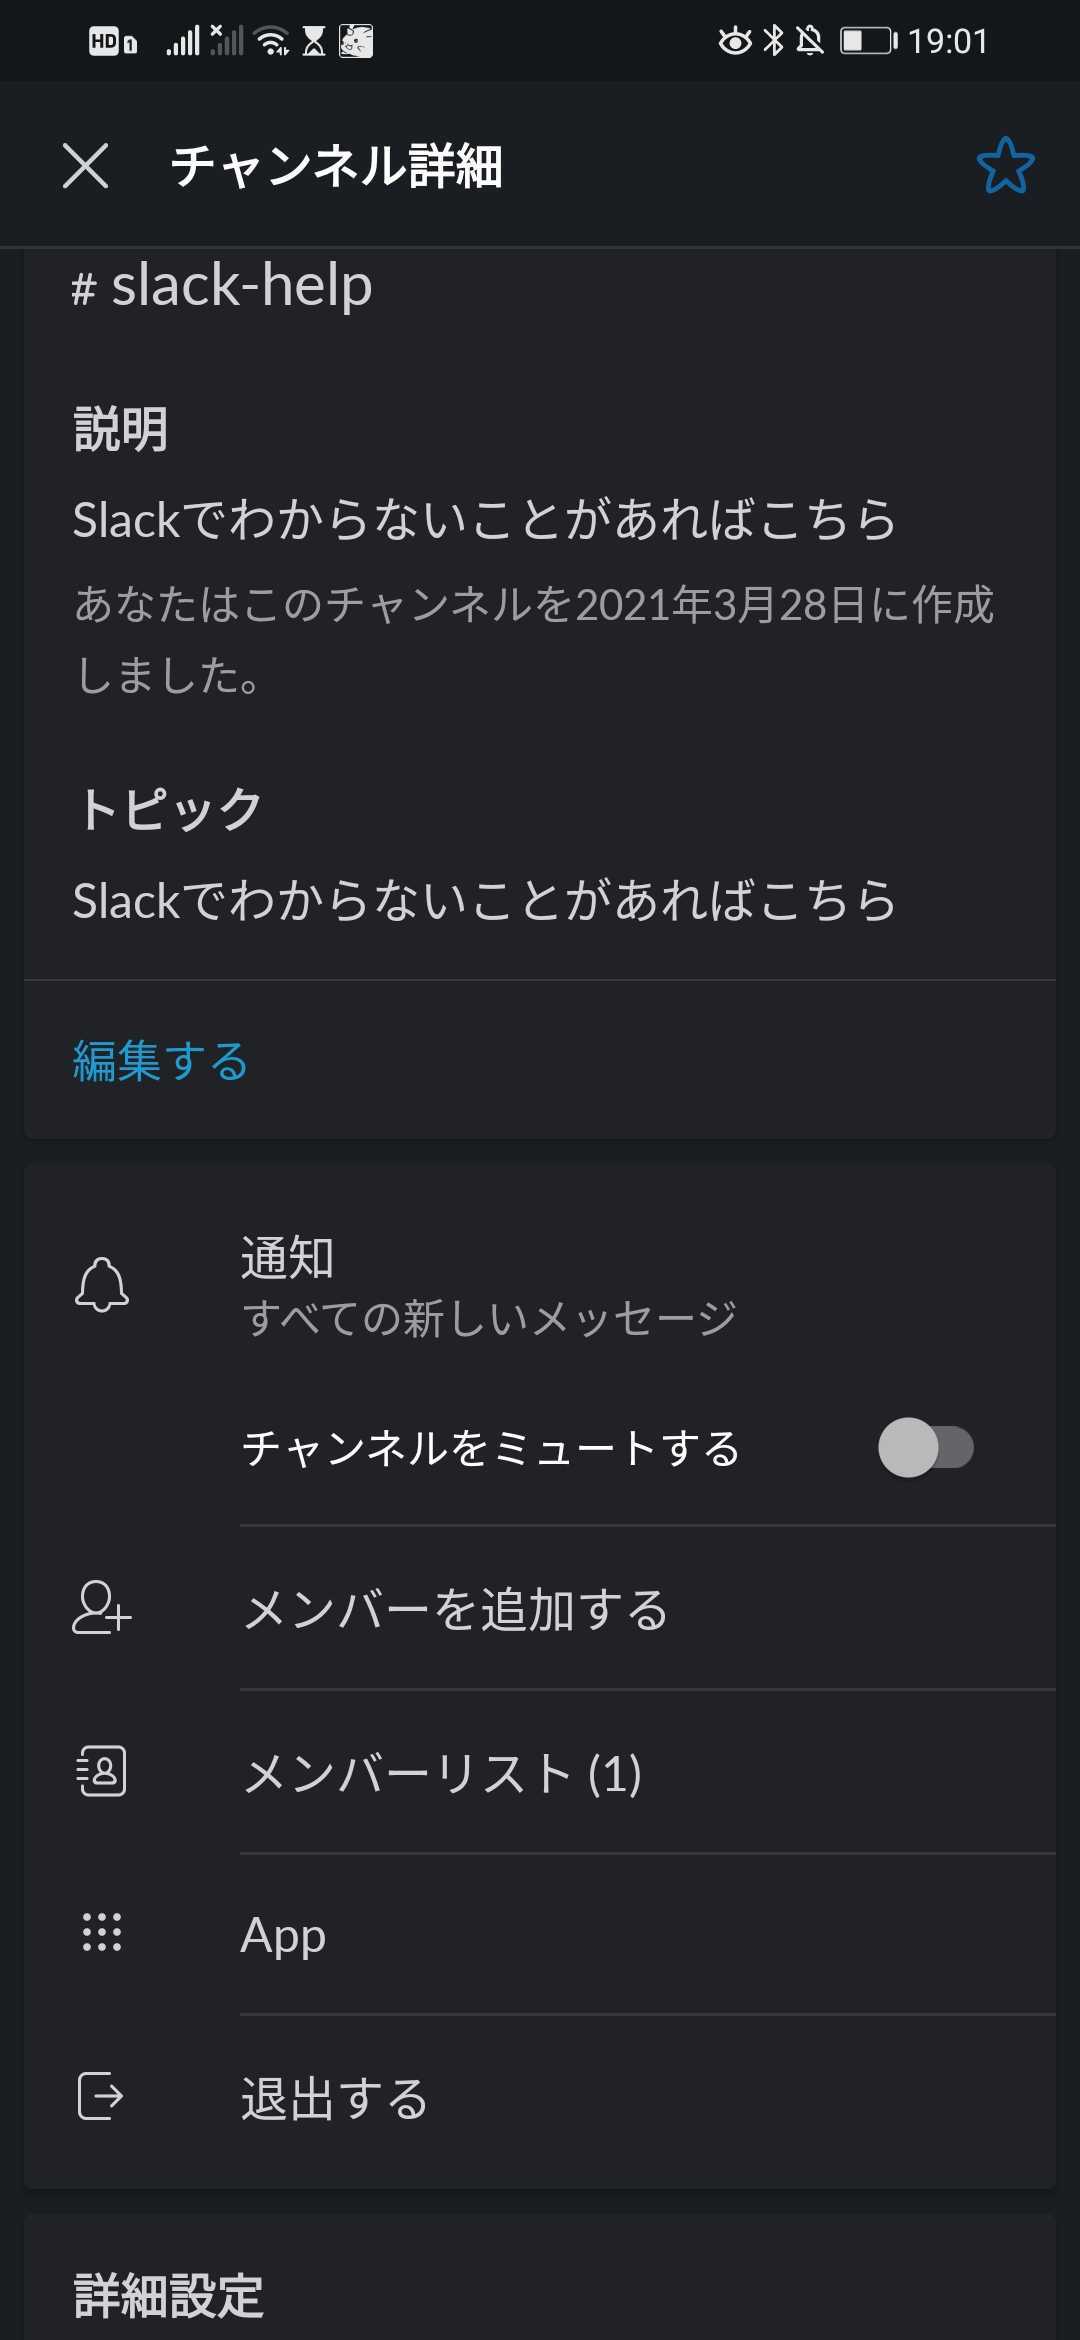 HD 1 19:01
チャンネル詳細
# slack-help
説明
Slackでわからないことがあればこちら
あなたはこのチャンネルを2021年3月28日に作成
しました。
トピック
Slackでわからないことがあればこちら
編集する
通知
すべての新しいメッセージ
チャンネルをミュートする
メンバーを追加する
メンバーリスト (1)
App
退出する
詳細設定